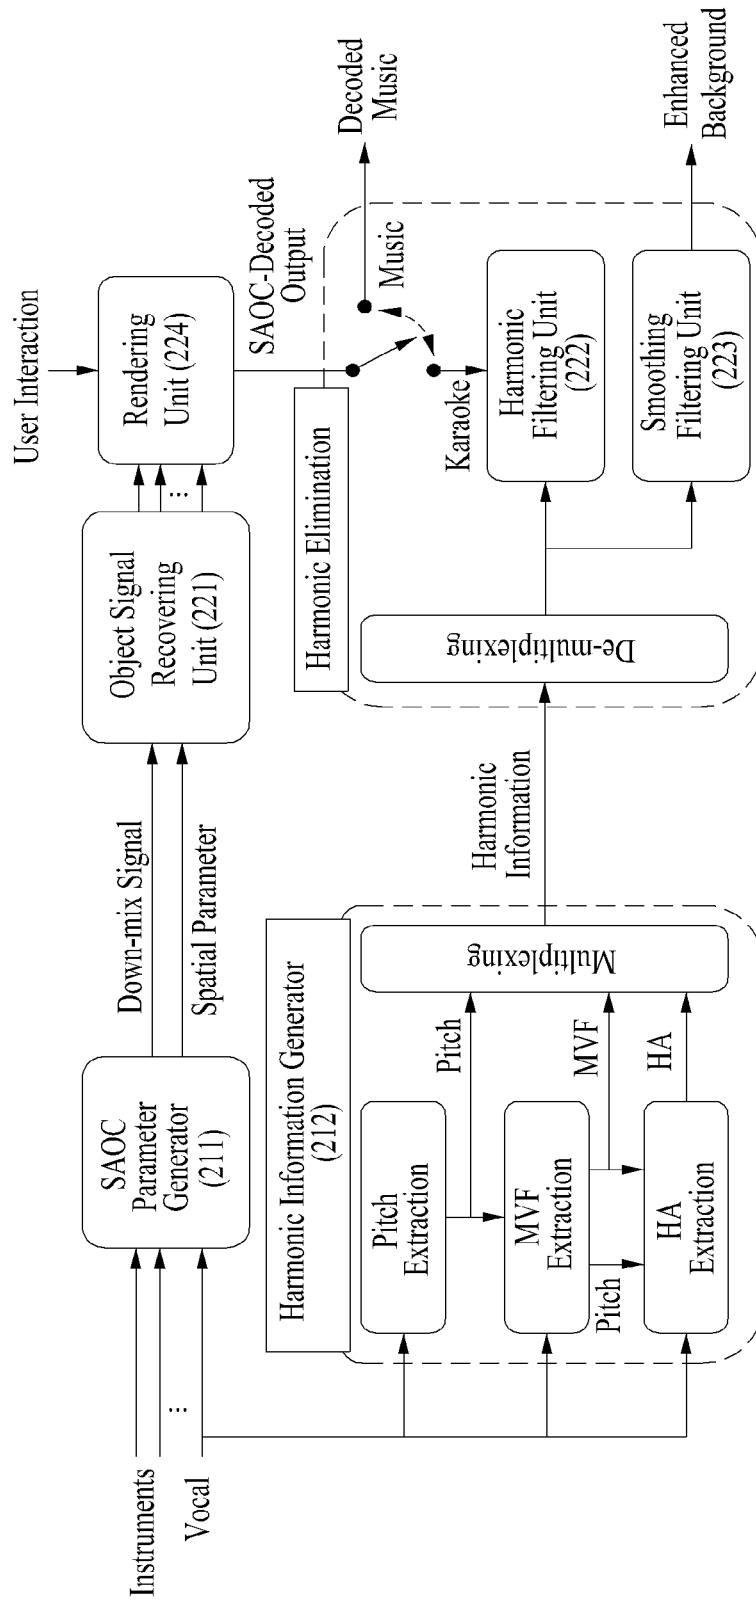 User Interaction
Instruments
...
Vocal
SAOC
Parameter
Generator
(211)
Down-mix Signal
Spatial Parameter
Object Signal
Recovering
Unit (221)
...
Rendering
Unit (224)
SAOC-Decoded
Output
Harmonic Information Generator
(212)
Pitch
Extraction
Pitch
MVF
Extraction
MVF
Pitch
HA
Extraction
HA
Multiplexing
Harmonic
Information
Harmonic Elimination
De-multiplexing
Music
Karaoke
Harmonic
Filtering Unit
(222)
Smoothing
Filtering Unit
(223)
Decoded
Music
Enhanced
Background